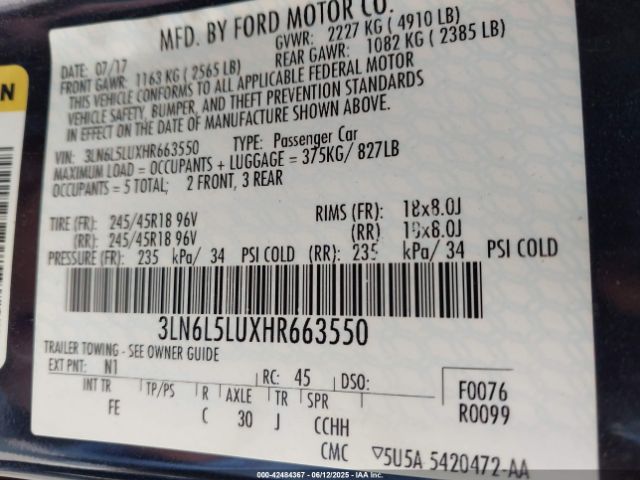 MFD. BY FORD MOTOR CO.
DATE: 07/17 GVWR: 2227 KG ( 4910 LB)
FRONT GAWR: 1163 KG ( 2565 LB) REAR GAWR: 1082 KG ( 2385 LB)
THIS VEHICLE CONFORMS TO ALL APPLICABLE FEDERAL MOTOR
VEHICLE SAFETY, BUMPER, AND THEFT PREVENTION STANDARDS
IN EFFECT ON THE DATE OF MANUFACTURE SHOWN ABOVE.
VIN: 3LN6L5LUXHR663550 TYPE: Passenger Car
MAXIMUM LOAD = OCCUPANTS + LUGGAGE = 375KG/ 827LB
OCCUPANTS = 5 TOTAL; 2 FRONT, 3 REAR
TIRE (FR): 245/45R18 96V RIMS (FR): 18x8.0J
(RR): 245/45R18 96V (RR) 18x8.0J
PRESSURE (FR): 235 kPa/ 34 PSI COLD (RR): 235 kPa/ 34 PSI COLD
3LN6L5LUXHR663550
TRAILER TOWING - SEE OWNER GUIDE
EXT PNT: N1 RC: 45 DSO: F0076
INT TR TP/PS R AXLE TR SPR R0099
FE C 30 J CCHH
CMC ▽5U5A 5420472-AA
© IAA - 42484367 - 06/12/2025 - IAAI.COM